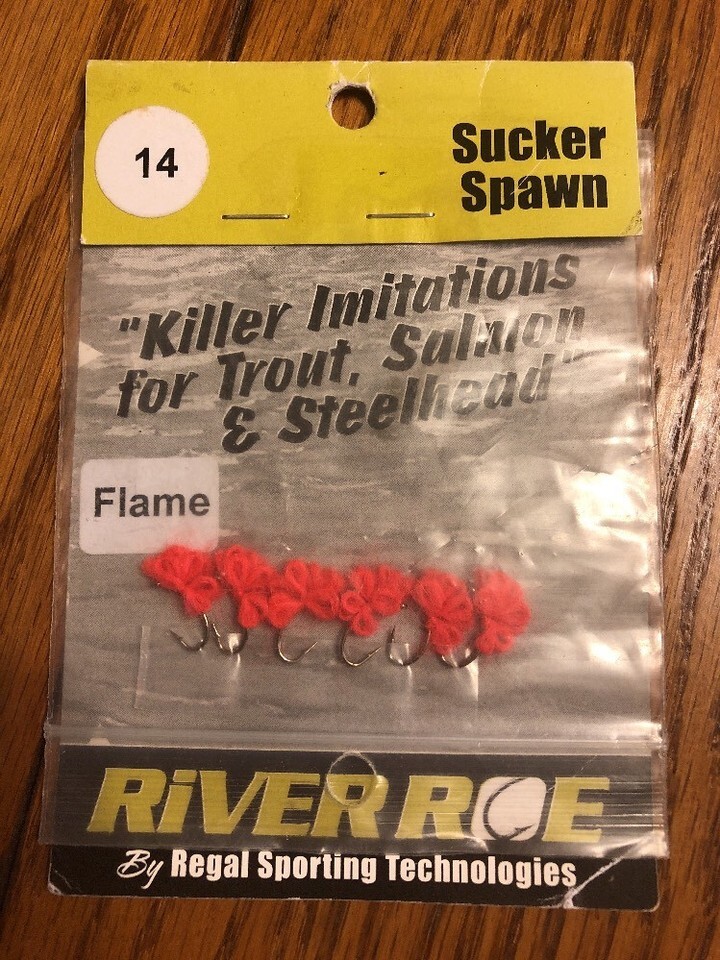 14
Sucker
Spawn
"Killer Imitations
for Trout, Salmon
& Steelhead"
Flame
RiVER ROE
By Regal Sporting Technologies